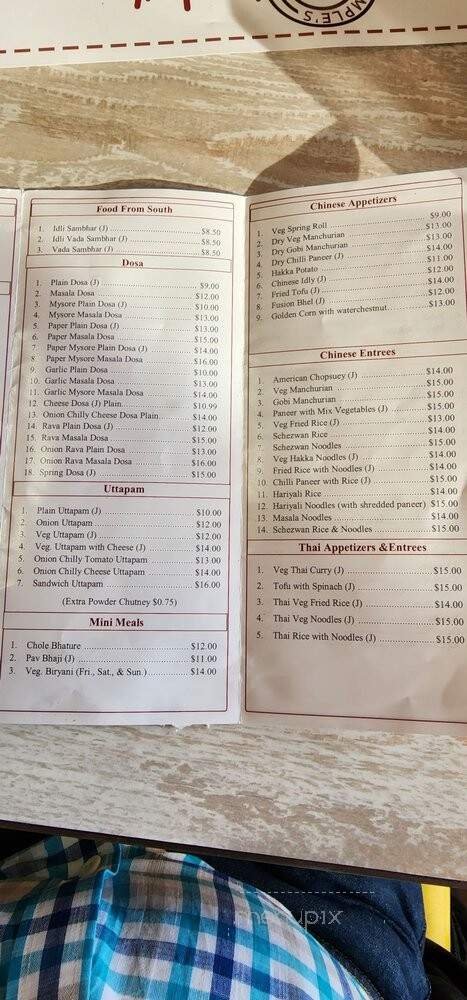 MPLE'S
Food From South
1. Idli Sambhar (J) $8.50
2. Idli Vada Sambhar (J) $8.50
3. Vada Sambhar (J) $8.50
Dosa
1. Plain Dosa (J) $9.00
2. Masala Dosa $12.00
3. Mysore Plain Dosa (J) $10.00
4. Mysore Masala Dosa $13.00
5. Paper Plain Dosa (J) $13.00
6. Paper Masala Dosa $15.00
7. Paper Mysore Plain Dosa (J) $14.00
8. Paper Mysore Masala Dosa $16.00
9. Garlic Plain Dosa $10.00
10. Garlic Masala Dosa $13.00
11. Garlic Mysore Masala Dosa $14.00
12. Cheese Dosa (J) Plain $10.99
13. Onion Chilly Cheese Dosa Plain $14.00
14. Rava Plain Dosa (J) $12.00
15. Rava Masala Dosa $15.00
16. Onion Rava Plain Dosa $13.00
17. Onion Rava Masala Dosa $16.00
18. Spring Dosa (J) $15.00
Uttapam
1. Plain Uttapam (J) $10.00
2. Onion Uttapam $12.00
3. Veg Uttapam (J) $12.00
4. Veg. Uttapam with Cheese (J) $14.00
5. Onion Chilly Tomato Uttapam $13.00
6. Onion Chilly Cheese Uttapam $14.00
7. Sandwich Uttapam $16.00
(Extra Powder Chutney $0.75)
Mini Meals
1. Chole Bhature $12.00
2. Pav Bhaji (J) $11.00
3. Veg. Biryani (Fri., Sat., & Sun.) $14.00
Chinese Appetizers
1. Veg Spring Roll $9.00
2. Dry Veg Manchurian $13.00
3. Dry Gobi Manchurian $13.00
4. Dry Chilli Paneer (J) $14.00
5. Hakka Potato $11.00
6. Chinese Idly (J) $12.00
7. Fried Tofu (J) $14.00
8. Fusion Bhel (J) $12.00
9. Golden Corn with waterchestnut $13.00
Chinese Entrees
1. American Chopsuey (J) $14.00
2. Veg Manchurian $15.00
3. Gobi Manchurian $15.00
4. Paneer with Mix Vegetables (J) $15.00
5. Veg Fried Rice (J) $13.00
6. Schezwan Rice $14.00
7. Schezwan Noodles $15.00
8. Veg Hakka Noodles (J) $14.00
9. Fried Rice with Noodles (J) $14.00
10. Chilli Paneer with Rice (J) $15.00
11. Hariyali Rice $14.00
12. Hariyali Noodles (with shredded paneer) $15.00
13. Masala Noodles $14.00
14. Schezwan Rice & Noodles $15.00
Thai Appetizers &Entrees
1. Veg Thai Curry (J) $15.00
2. Tofu with Spinach (J) $15.00
3. Thai Veg Fried Rice (J) $14.00
4. Thai Veg Noodles (J) $15.00
5. Thai Rice with Noodles (J) $15.00
menupix